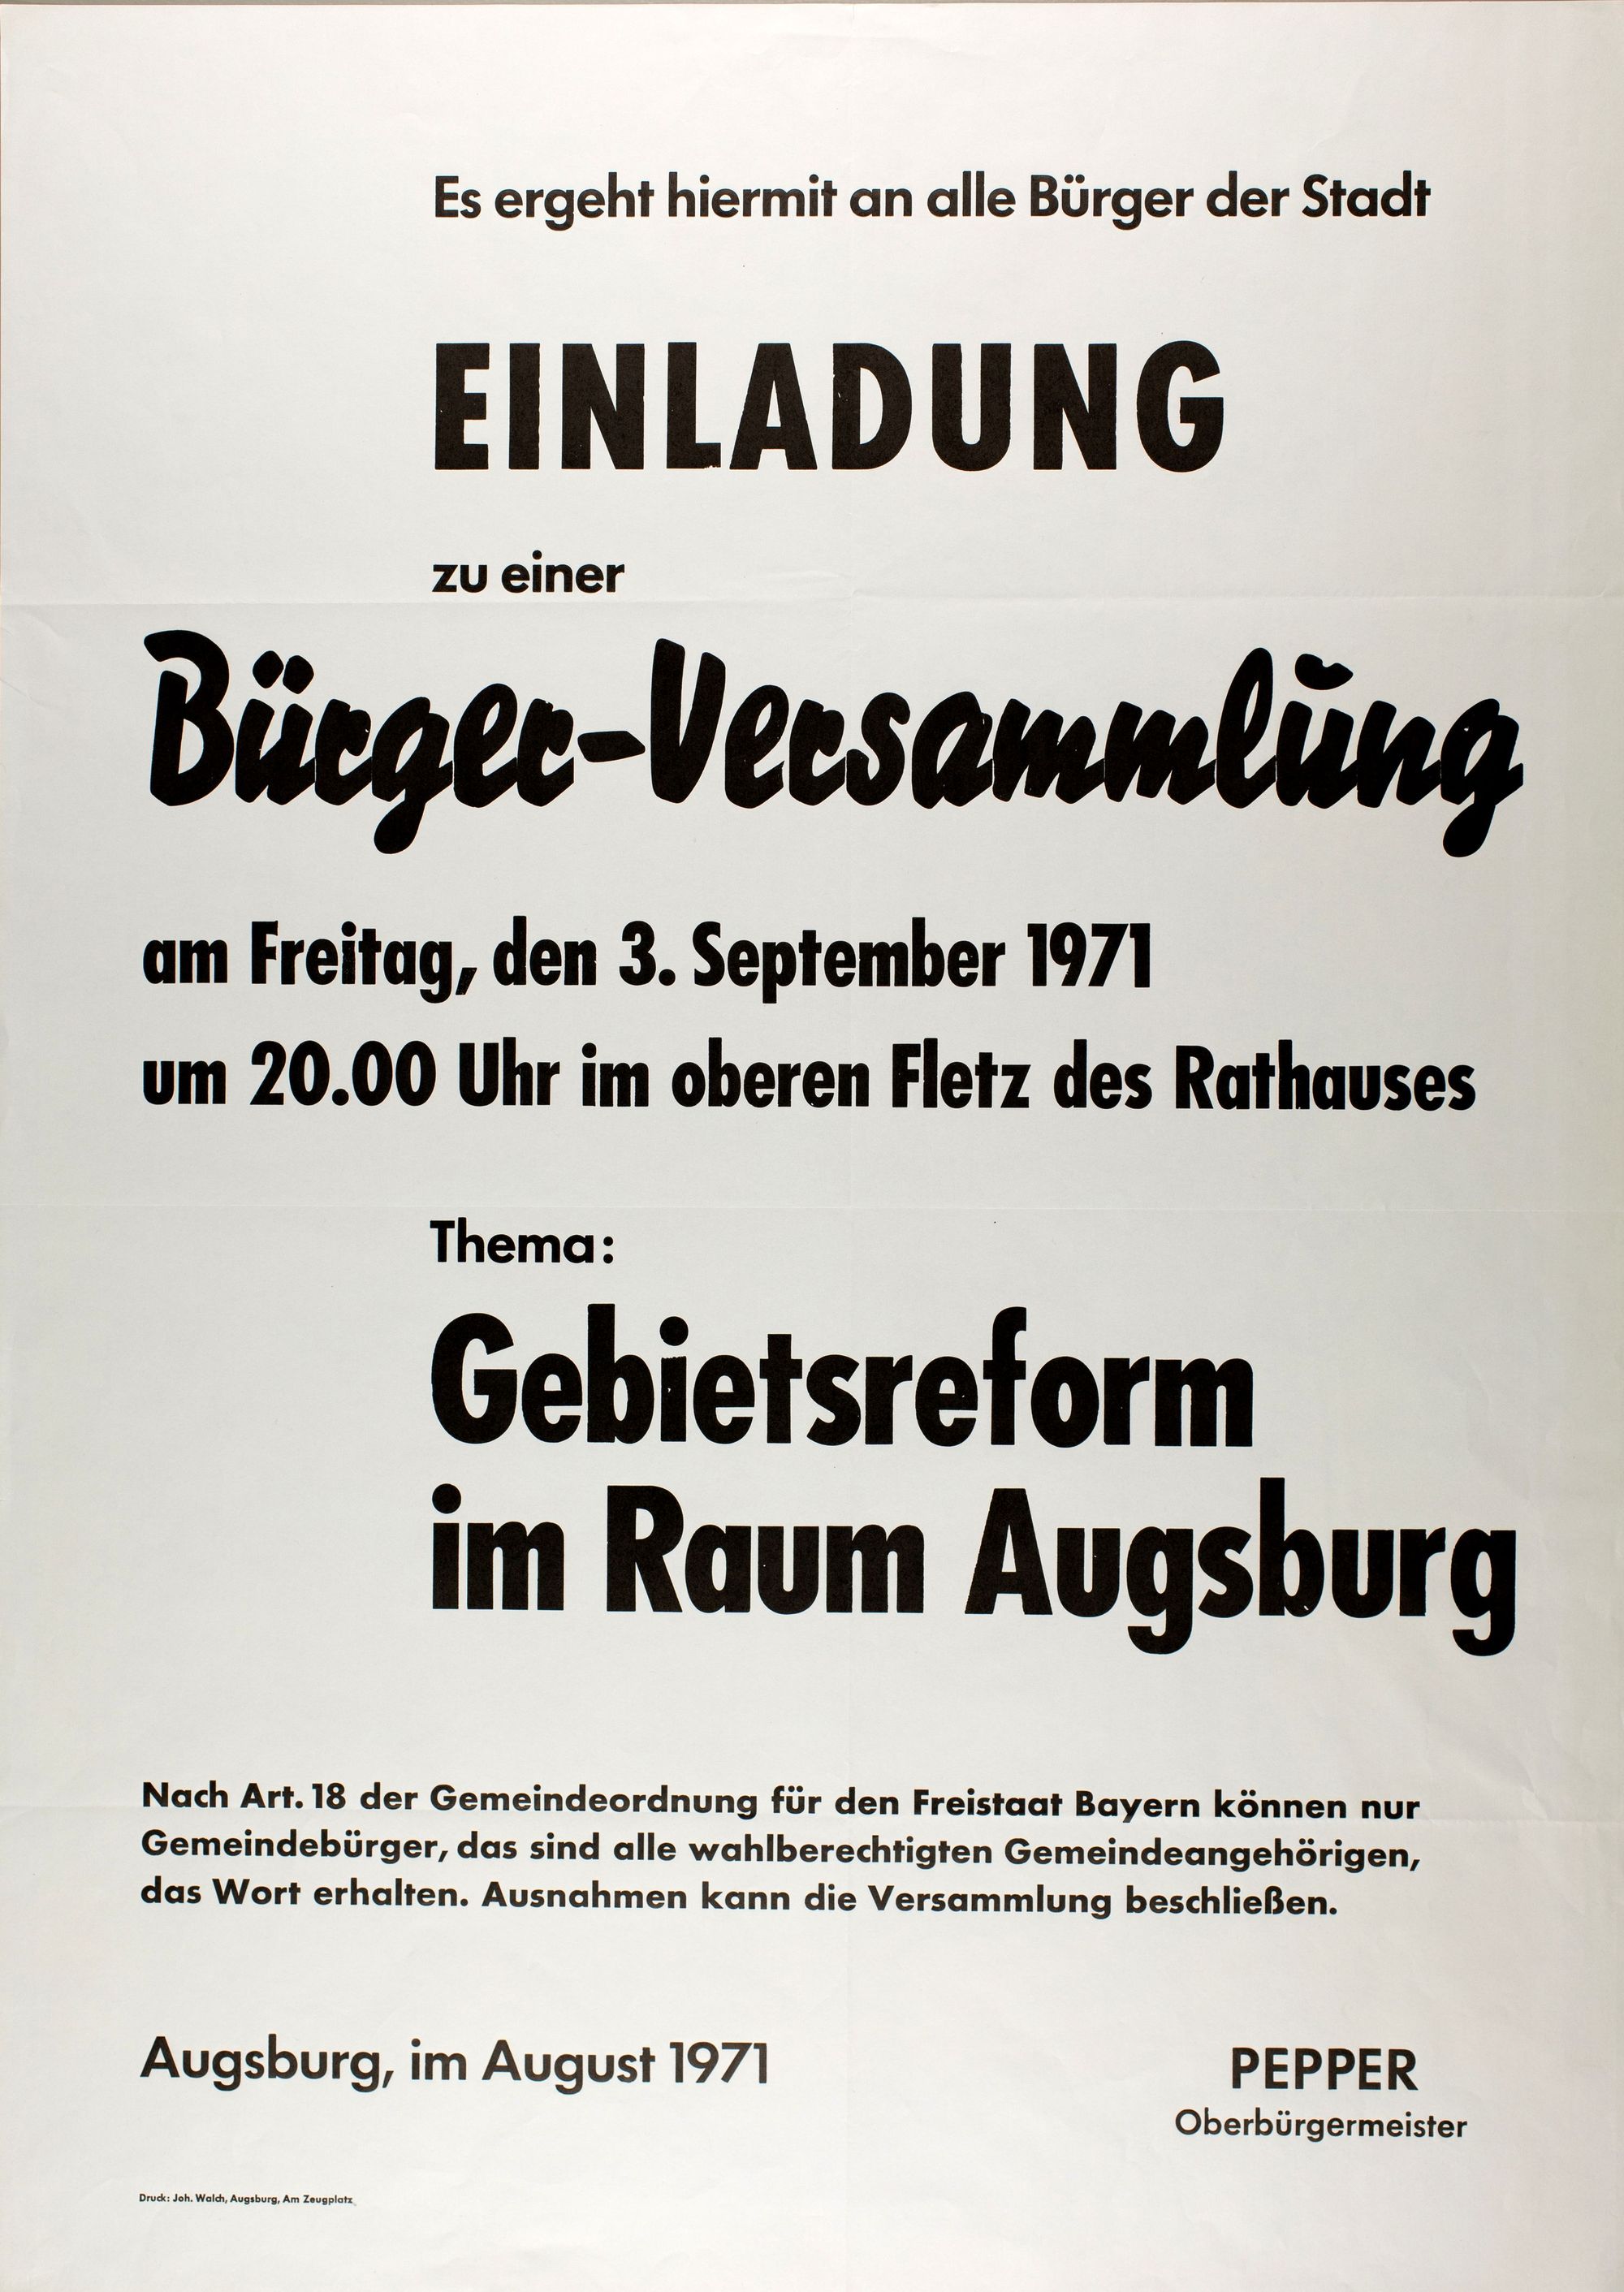 Es ergeht hiermit an alle Bürger der Stadt
EINLADUNG
zu einer
Bürger-Versammlung
am Freitag, den 3. September 1971
um 20.00 Uhr im oberen Fletz des Rathauses
Thema:
Gebietsreform
im Raum Augsburg
Nach Art. 18 der Gemeindeordnung für den Freistaat Bayern können nur
Gemeindebürger, das sind alle wahlberechtigten Gemeindeangehörigen,
das Wort erhalten. Ausnahmen kann die Versammlung beschließen.
Augsburg, im August 1971
PEPPER
Oberbürgermeister
Druck: Joh. Walch, Augsburg, Am Zeugplatz